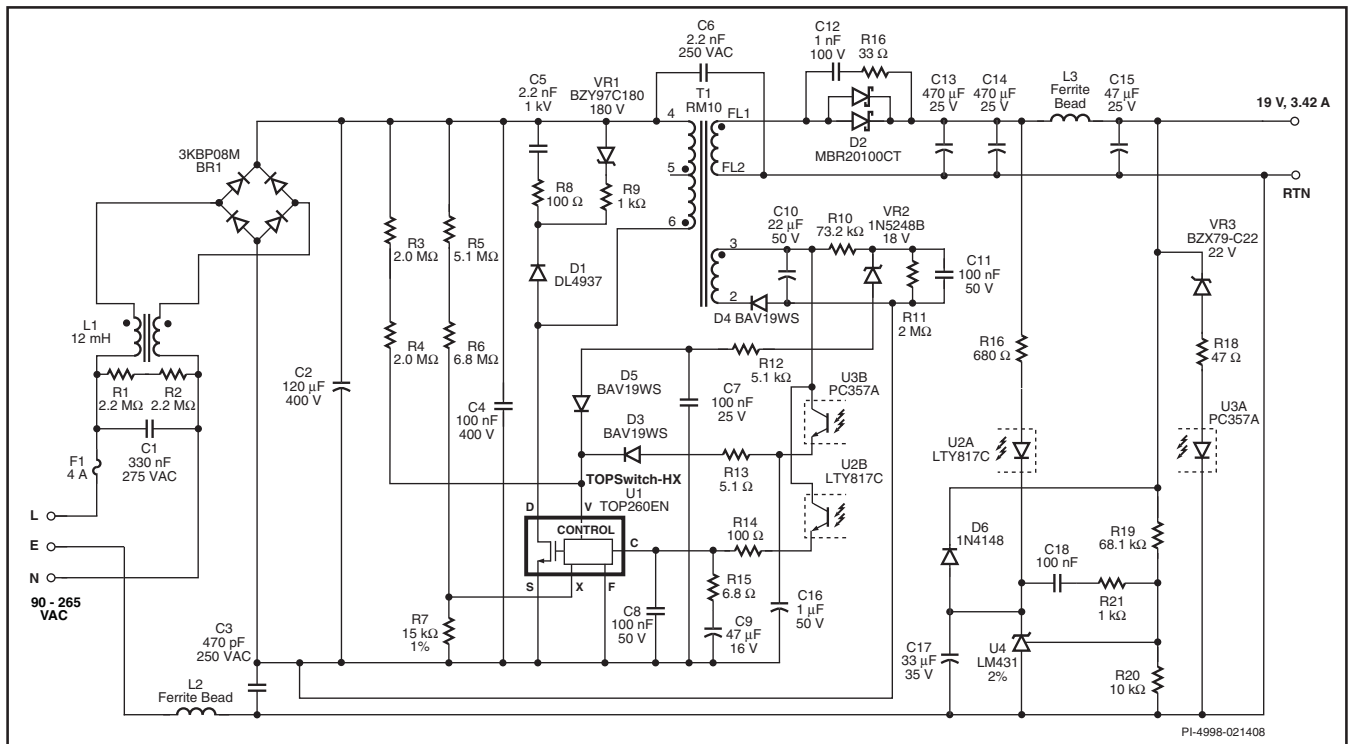 C6
2.2 nF
250 VAC
C12
1 nF
100 V
R16
33 Ω
C5
2.2 nF
1 kV
VR1
BZY97C180
180 V
T1
RM10
4
5
6
FL1
FL2
D2
MBR20100CT
C13
470 µF
25 V
C14
470 µF
25 V
L3
Ferrite
Bead
C15
47 µF
25 V
19 V, 3.42 A
RTN
3KBP08M
BR1
R8
100 Ω
R9
1 kΩ
D1
DL4937
R3
2.0 MΩ
R5
5.1 MΩ
R4
2.0 MΩ
R6
6.8 MΩ
3
2
C10
22 µF
50 V
R10
73.2 kΩ
VR2
1N5248B
18 V
C11
100 nF
50 V
R11
2 MΩ
D4 BAV19WS
VR3
BZX79-C22
22 V
L1
12 mH
R1
2.2 MΩ
R2
2.2 MΩ
C1
330 nF
275 VAC
F1
4 A
C2
120 µF
400 V
C4
100 nF
400 V
D5
BAV19WS
D3
BAV19WS
C7
100 nF
25 V
R12
5.1 kΩ
R13
5.1 Ω
U3B
PC357A
U2B
LTY817C
R16
680 Ω
R18
47 Ω
U2A
LTY817C
U3A
PC357A
TOPSwitch-HX
U1
TOP260EN
D
V
CONTROL
C
S
X
F
R14
100 Ω
R15
6.8 Ω
C8
100 nF
50 V
C9
47 µF
16 V
C16
1 µF
50 V
D6
1N4148
C18
100 nF
R19
68.1 kΩ
R21
1 kΩ
L
E
N
90 - 265
VAC
R7
15 kΩ
1%
C3
470 pF
250 VAC
L2
Ferrite Bead
C17
33 µF
35 V
U4
LM431
2%
R20
10 kΩ
PI-4998-021408